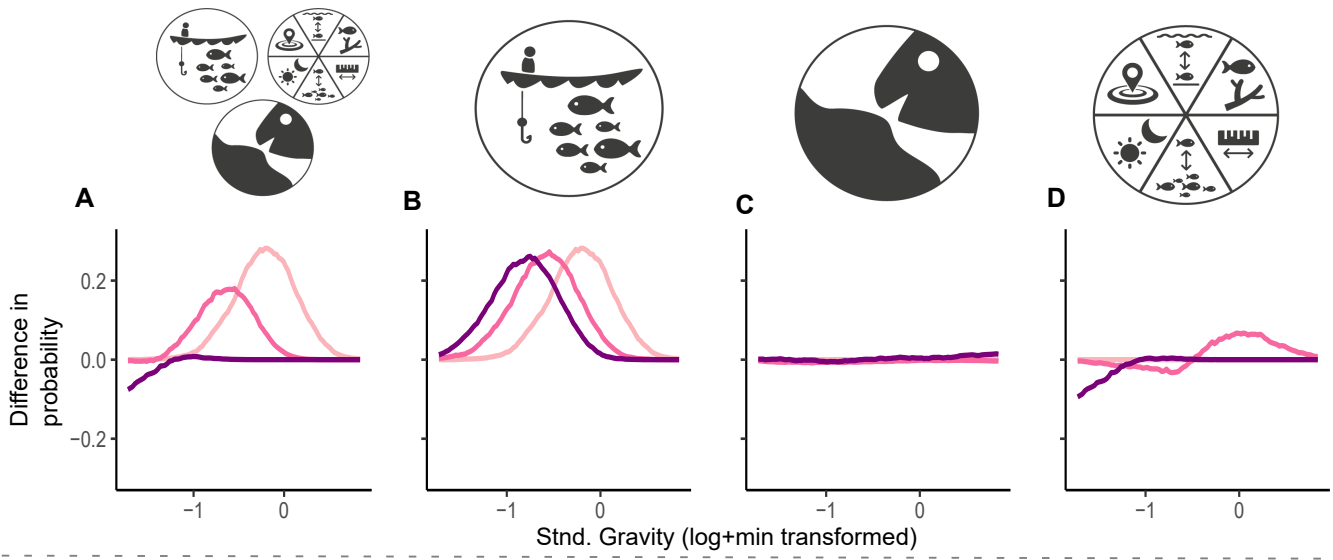 A
B
C
D
Difference in
probability
0.2
0.0
−0.2
−1
0
−1
0
−1
0
−1
0
Stnd. Gravity (log+min transformed)